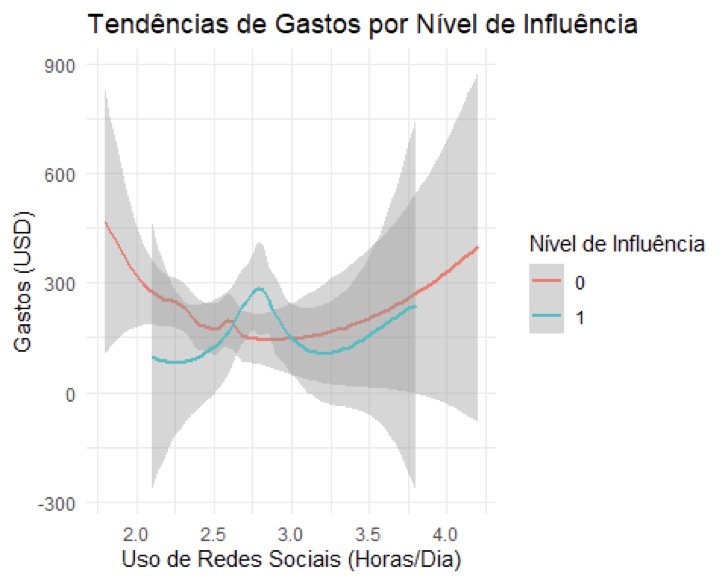 Tendências de Gastos por Nível de Influência
900
600
300
0
-300
Gastos (USD)
2.0 2.5 3.0 3.5 4.0
Uso de Redes Sociais (Horas/Dia)
Nível de Influência
0
1